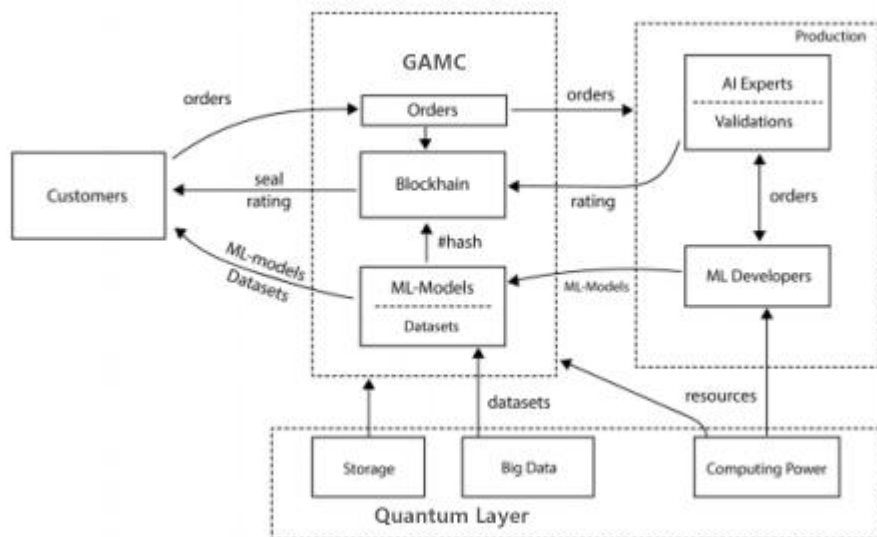 Production
GAMC
AI Experts
Validations
orders
Orders
orders
Customers
seal
rating
Blockhain
rating
orders
#hash
ML-models
Datasets
ML-Models
Datasets
ML-Models
ML Developers
datasets
resources
Storage
Big Data
Computing Power
Quantum Layer